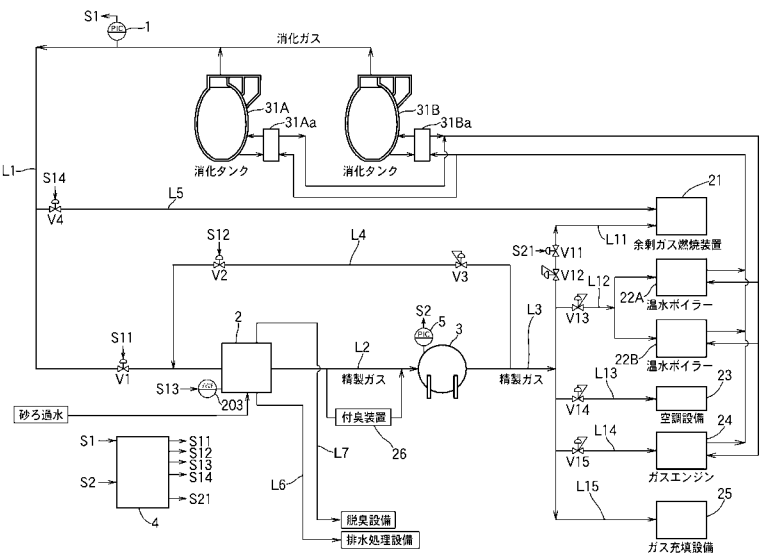 S1
PIC
1
消化ガス
31A
31Aa
消化タンク
31B
31Ba
消化タンク
L1
S14
V4
L5
21
L11
余剰ガス燃焼装置
S21
V11
V12
S12
V2
L4
V3
L12
V13
22A
温水ボイラー
22B
温水ボイラー
S11
V1
2
S13
203
L2
精製ガス
S2
PIC
5
3
L3
精製ガス
L13
V14
23
空調設備
砂ろ過水
付臭装置
26
L7
L6
L14
V15
24
ガスエンジン
S1
S2
S11
S12
S13
S14
S21
4
L15
25
ガス充填設備
脱臭設備
排水処理設備